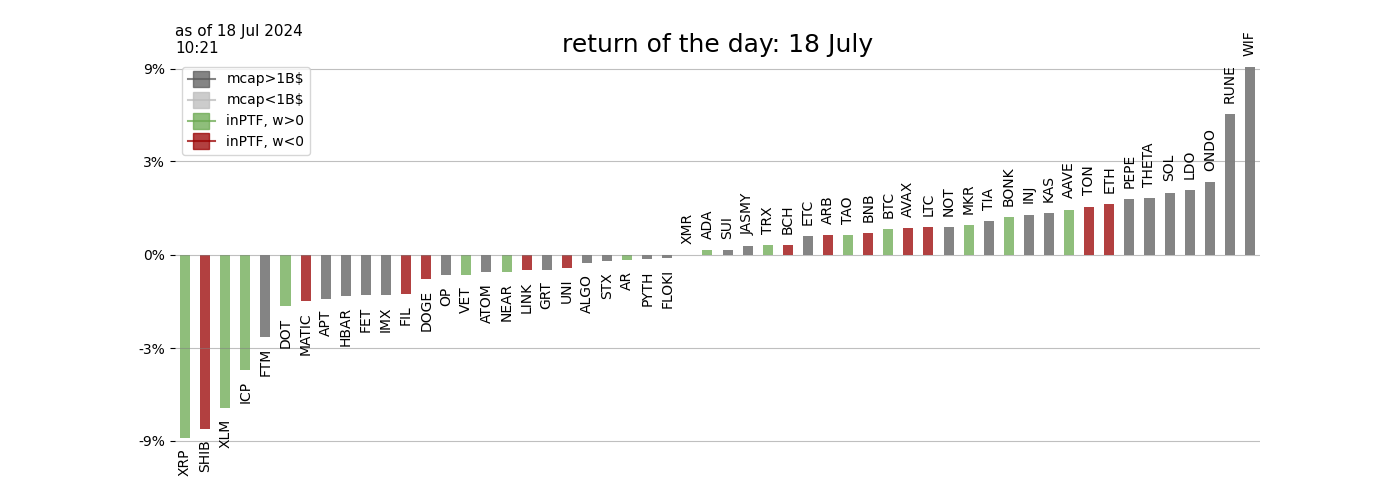 as of 18 Jul 2024
10:21
return of the day: 18 July
mcap>1B$
mcap<1B$
inPTF, w>0
inPTF, w<0
9%
3%
0%
-3%
-9%
XRP
SHIB
XLM
ICP
FTM
DOT
MATIC
APT
HBAR
FET
IMX
FIL
DOGE
OP
VET
ATOM
NEAR
LINK
GRT
UNI
ALGO
STX
AR
PYTH
FLOKI
XMR
ADA
SUI
JASMY
TRX
BCH
ETC
ARB
TAO
BNB
BTC
AVAX
LTC
NOT
MKR
TIA
BONK
INJ
KAS
AAVE
TON
ETH
PEPE
THETA
SOL
LDO
ONDO
RUNE
WIF